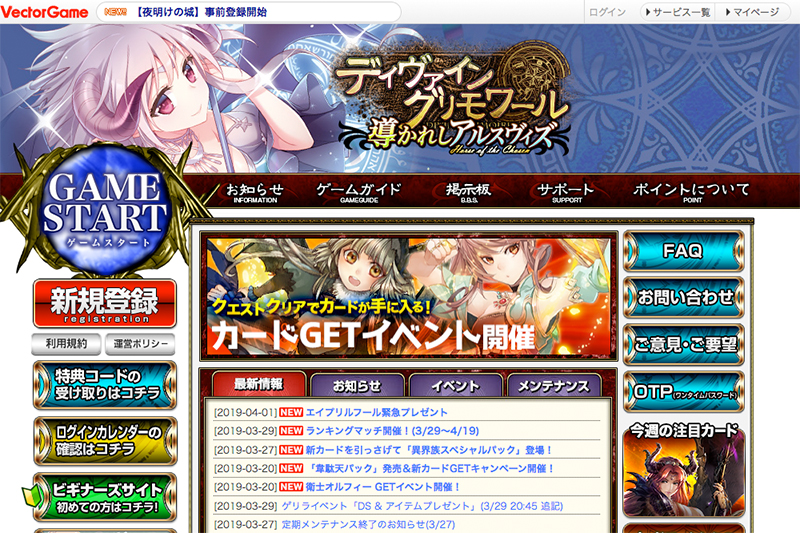 VectorGame
NEW! 【夜明けの城】事前登録開始
ログイン
サービス一覧
マイページ
ディヴァイン
グリモワール
導かれしアルスヴィズ
Horse of the Chosen
GAME
START
ゲームスタート
お知らせ
INFORMATION
ゲームガイド
GAMEGUIDE
掲示板
B.B.S.
サポート
SUPPORT
ポイントについて
POINT
新規登録
registration
利用規約
運営ポリシー
特典コードの
受け取りはコチラ
ログインカレンダーの
確認はコチラ
ビギナーズサイト
初めての方はコチラ!
クエストクリアでカードが手に入る!
カードGETイベント開催
最新情報
お知らせ
イベント
メンテナンス
[2019-04-01] NEW エイプリルフール緊急プレゼント
[2019-03-29] NEW ランキングマッチ開催！(3/29〜4/19)
[2019-03-27] NEW 新カードを引っさげて「異界族スペシャルパック」登場！
[2019-03-20] NEW 「韋駄天パック」発売＆新カードGETキャンペーン開催！
[2019-03-20] NEW 衛士オルフィー GETイベント開催！
[2019-03-29] ゲリライベント「DS & アイテムプレゼント」(3/29 20:45 追記)
[2019-03-27] 定期メンテナンス終了のお知らせ(3/27)
FAQ
お問い合わせ
ご意見・ご要望
OTP(ワンタイムパスワード)
今週の注目カード